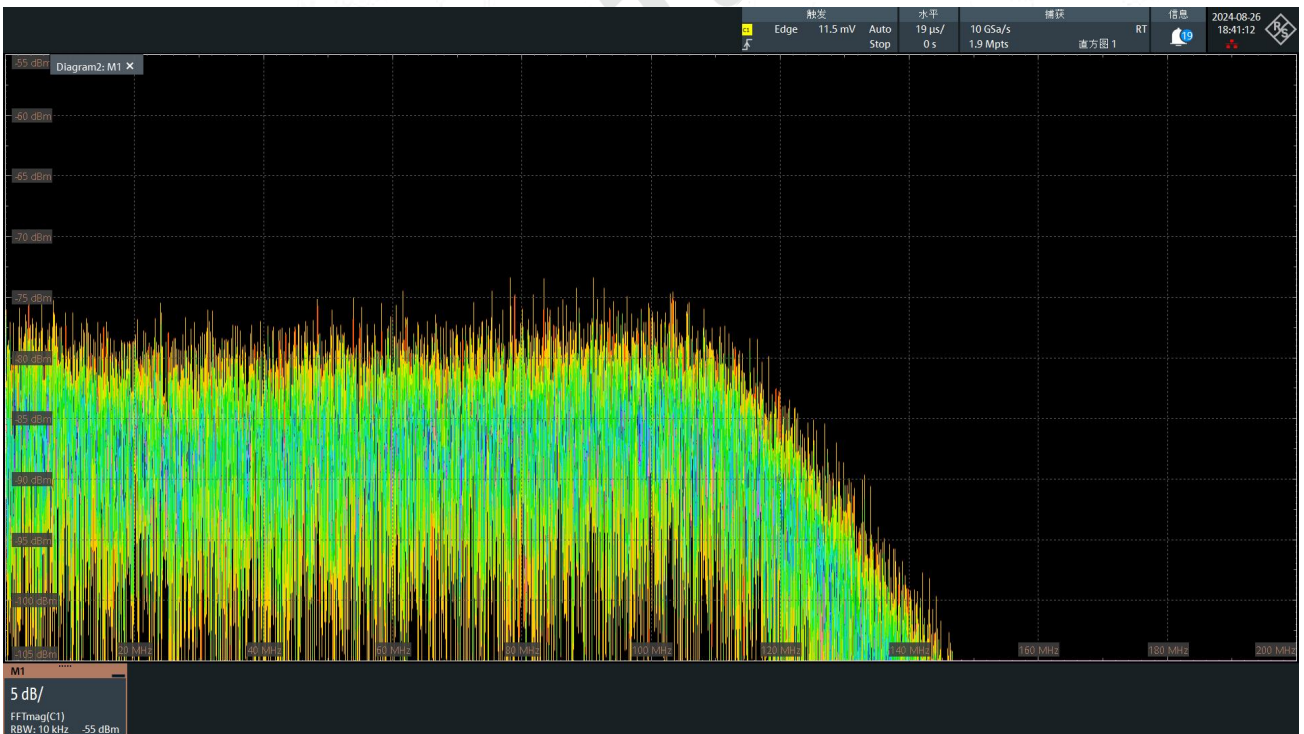 触发
水平
捕获
信息
2024-08-26
C1 Edge 11.5 mV Auto
19 µs/
10 GSa/s
RT
19
18:41:12
R&S
Stop
0 s
1.9 Mpts
直方图 1
-55 dBm
Diagram2: M1 ✕
-60 dBm
-65 dBm
-70 dBm
-75 dBm
-80 dBm
-85 dBm
-90 dBm
-95 dBm
-100 dBm
-105 dBm
20 MHz
40 MHz
60 MHz
80 MHz
100 MHz
120 MHz
140 MHz
160 MHz
180 MHz
200 MHz
M1
5 dB/
FFTmag(C1)
RBW: 10 kHz -55 dBm